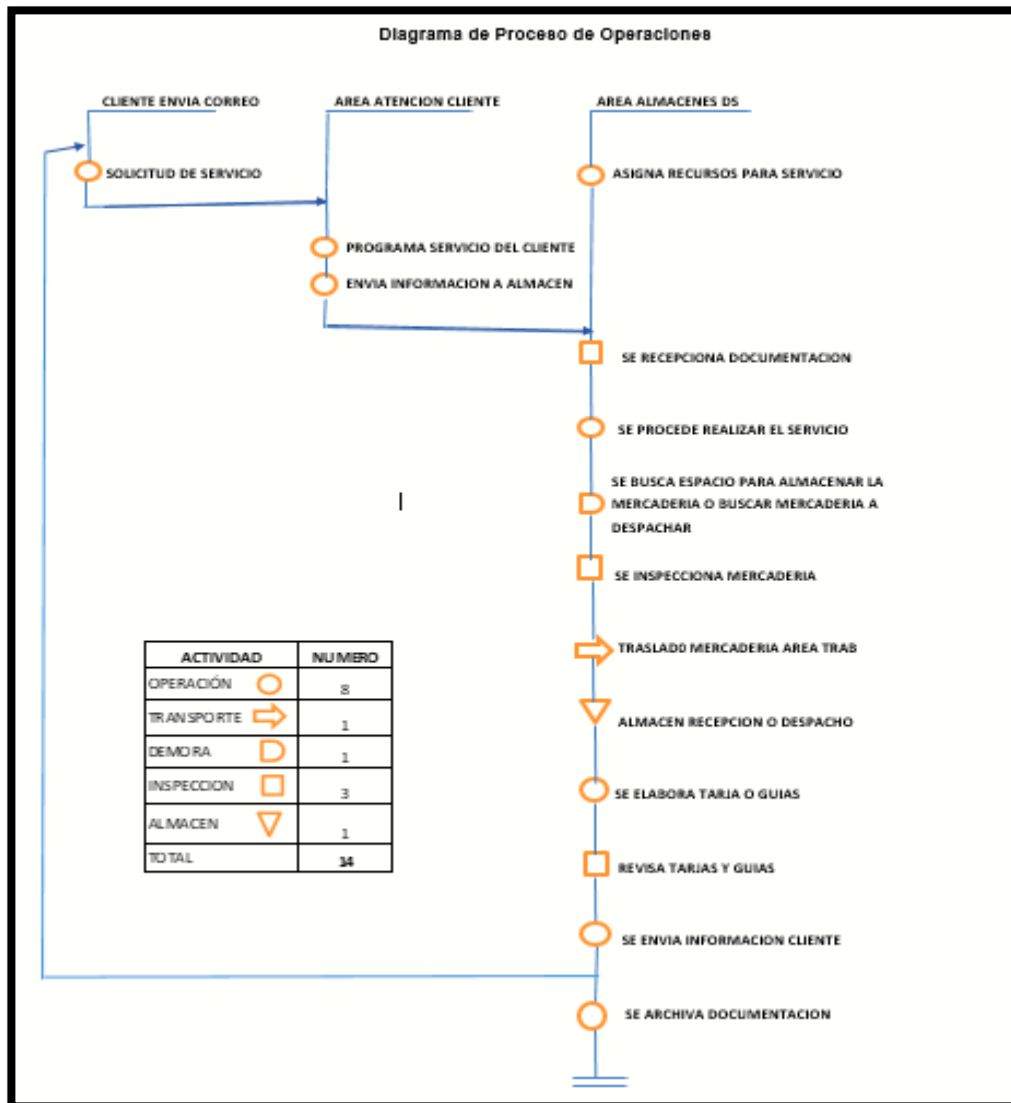 Diagrama de Proceso de Operaciones
CLIENTE ENVIA CORREO
AREA ATENCION CLIENTE
AREA ALMACENES DS
SOLICITUD DE SERVICIO
ASIGNA RECURSOS PARA SERVICIO
PROGRAMA SERVICIO DEL CLIENTE
ENVIA INFORMACION A ALMACEN
SE RECEPCIONA DOCUMENTACION
SE PROCEDE REALIZAR EL SERVICIO
SE BUSCA ESPACIO PARA ALMACENAR LA
MERCADERIA O BUSCAR MERCADERIA A
DESPACHAR
SE INSPECCIONA MERCADERIA
TRASLADO MERCADERIA AREA TRAB
ALMACEN RECEPCION O DESPACHO
SE ELABORA TARJA O GUIAS
REVISA TARJAS Y GUIAS
SE ENVIA INFORMACION CLIENTE
SE ARCHIVA DOCUMENTACION
ACTIVIDAD NUMERO
OPERACIÓN 8
TRANSPORTE 1
DEMORA 1
INSPECCION 3
ALMACEN 1
TOTAL 14